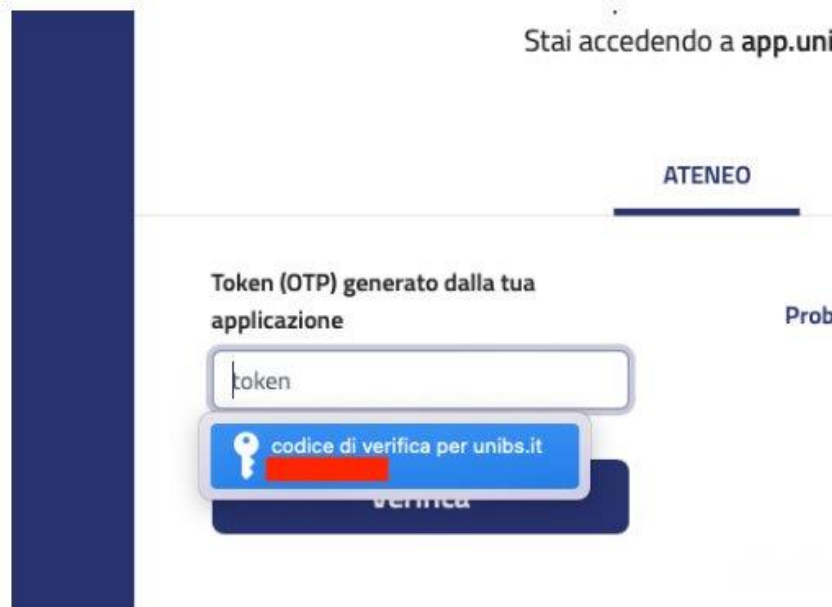 Stai accedendo a app.uni
ATENEO
Token (OTP) generato dalla tua
applicazione
Prob
token
codice di verifica per unibs.it
Verifica